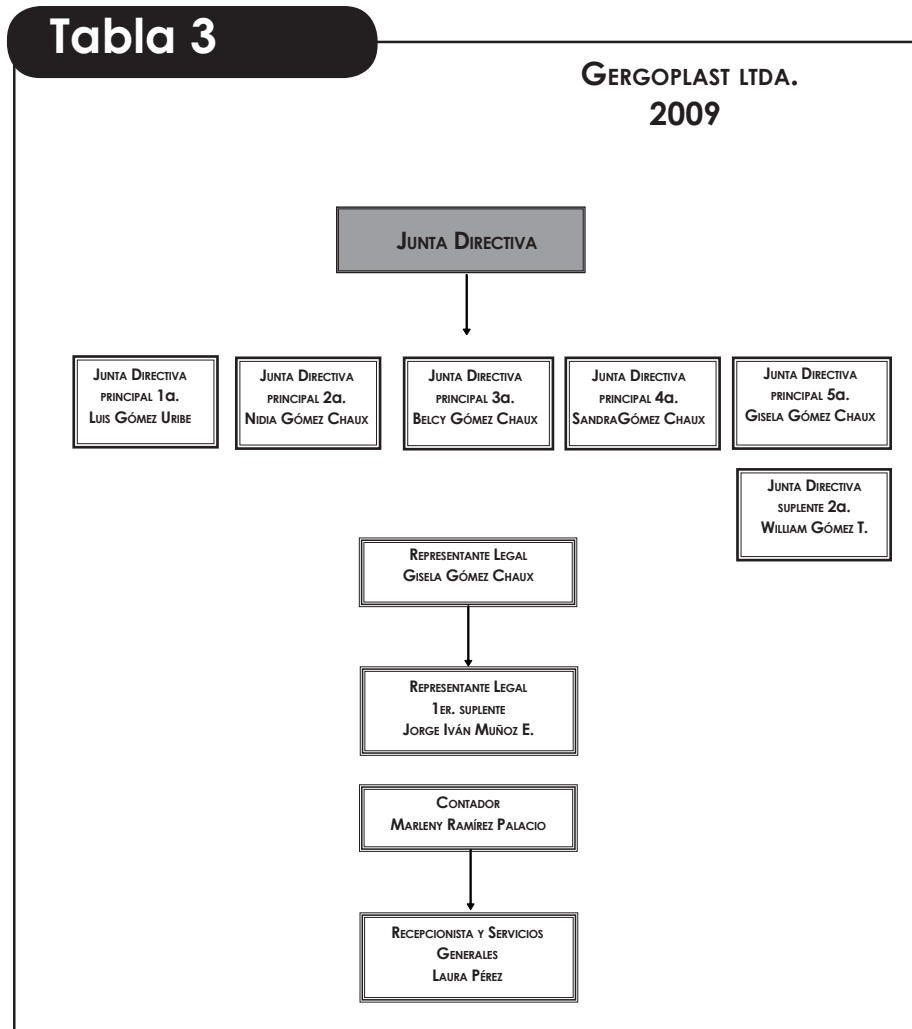 Tabla 3
Gergoplast ltda.
2009
Junta Directiva
Junta Directiva
principal 1a.
Luis Gómez Uribe
Junta Directiva
principal 2a.
Nidia Gómez Chaux
Junta Directiva
principal 3a.
Belcy Gómez Chaux
Junta Directiva
principal 4a.
SandraGómez Chaux
Junta Directiva
principal 5a.
Gisela Gómez Chaux
Junta Directiva
suplente 2a.
William Gómez T.
Representante Legal
Gisela Gómez Chaux
Representante Legal
1er. suplente
Jorge Iván Muñoz E.
Contador
Marleny Ramírez Palacio
Recepcionista y Servicios
Generales
Laura Pérez